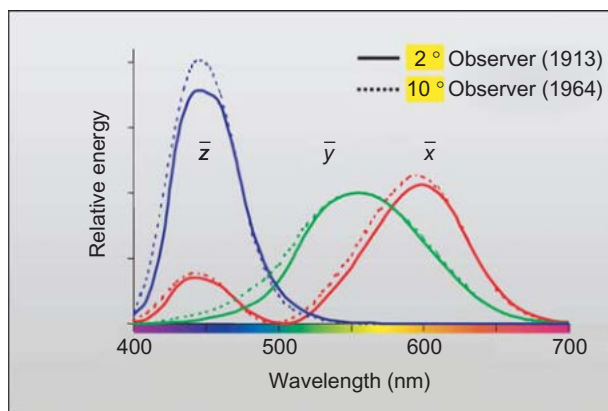 2 ° Observer (1913)
10 ° Observer (1964)
z̅ y̅ x̅
Relative energy
400 500 600 700
Wavelength (nm)